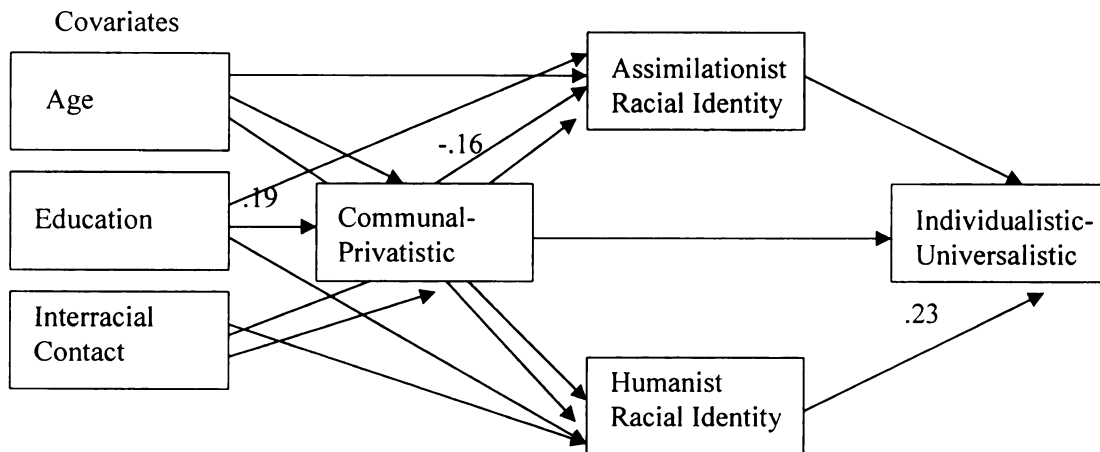 Covariates
Age
Education
Interracial
Contact
.19
-.16
Communal-
Privatistic
Assimilationist
Racial Identity
Humanist
Racial Identity
.23
Individualistic-
Universalistic